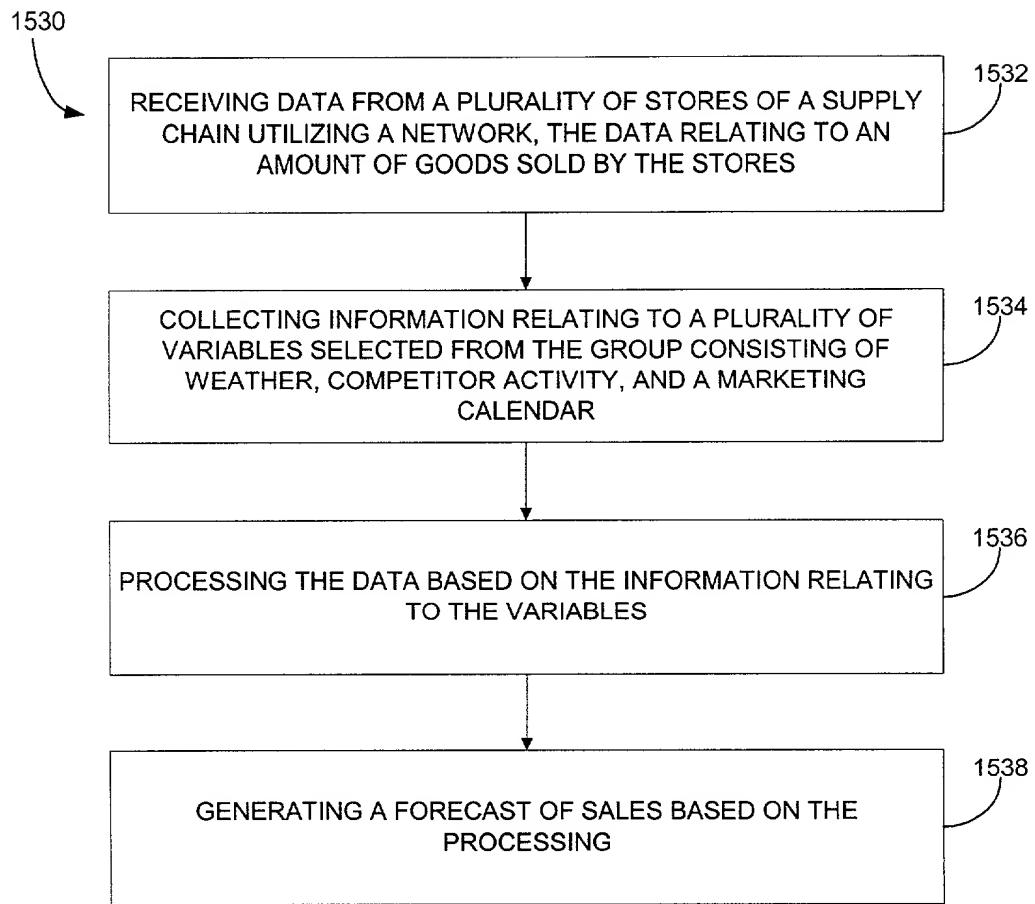 1530
1532
RECEIVING DATA FROM A PLURALITY OF STORES OF A SUPPLY
CHAIN UTILIZING A NETWORK, THE DATA RELATING TO AN
AMOUNT OF GOODS SOLD BY THE STORES
1534
COLLECTING INFORMATION RELATING TO A PLURALITY OF
VARIABLES SELECTED FROM THE GROUP CONSISTING OF
WEATHER, COMPETITOR ACTIVITY, AND A MARKETING
CALENDAR
1536
PROCESSING THE DATA BASED ON THE INFORMATION RELATING
TO THE VARIABLES
1538
GENERATING A FORECAST OF SALES BASED ON THE
PROCESSING